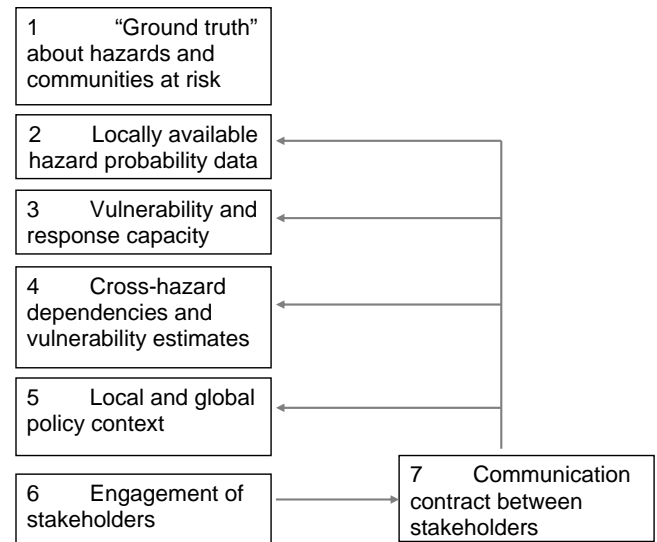 1 “Ground truth”
about hazards and
communities at risk
2 Locally available
hazard probability data
3 Vulnerability and
response capacity
4 Cross-hazard
dependencies and
vulnerability estimates
5 Local and global
policy context
6 Engagement of
stakeholders
7 Communication
contract between
stakeholders